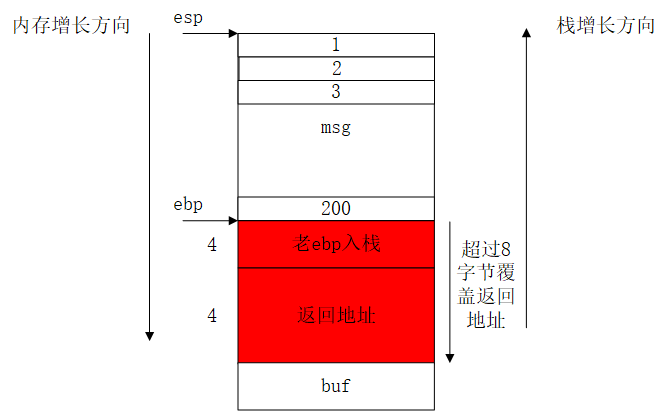 内存增长方向
esp
栈增长方向
1
2
3
msg
ebp
200
4
老ebp入栈
超过8
字节覆
盖返回
地址
4
返回地址
buf